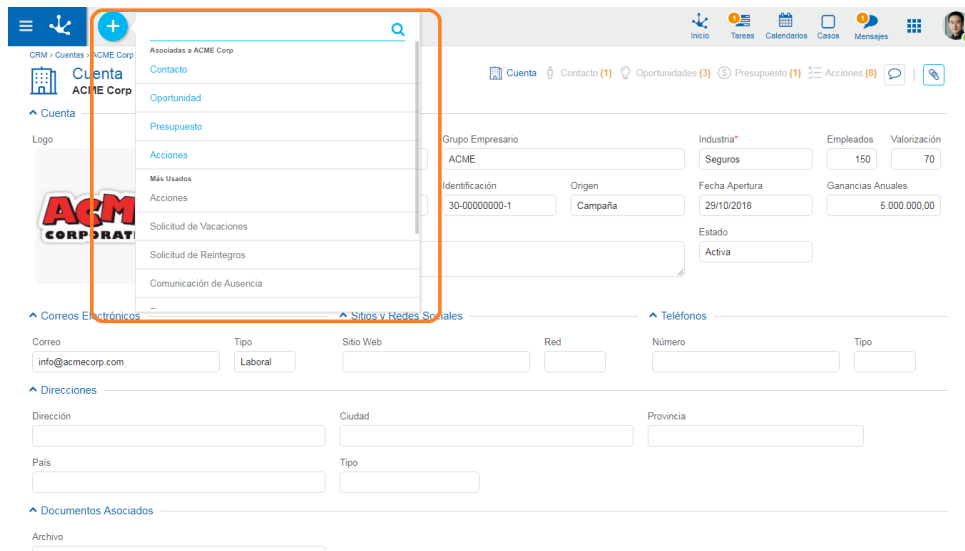 Inicio
1
Tareas
Calendarios
Casos
1
Mensajes
CRM › Cuentas › ACME Corp
Cuenta
ACME Corp
Cuenta
Contacto (1)
Oportunidades (3)
Presupuesto (1)
Acciones (8)
Asociadas a ACME Corp
Contacto
Oportunidad
Presupuesto
Acciones
Más Usados
Acciones
Solicitud de Vacaciones
Solicitud de Reintegros
Comunicación de Ausencia
Cuenta
Logo
ACM
CORPORATI
Grupo Empresario
Industria*
Empleados
Valorización
ACME
Seguros
150
70
Identificación
Origen
Fecha Apertura
Ganancias Anuales
30-00000000-1
Campaña
29/10/2018
5.000.000,00
Estado
Activa
Correos Electrónicos
Sitios y Redes Sociales
Teléfonos
Correo
Tipo
Sitio Web
Red
Número
Tipo
info@acmecorp.com
Laboral
Direcciones
Dirección
Ciudad
Provincia
País
Tipo
Documentos Asociados
Archivo